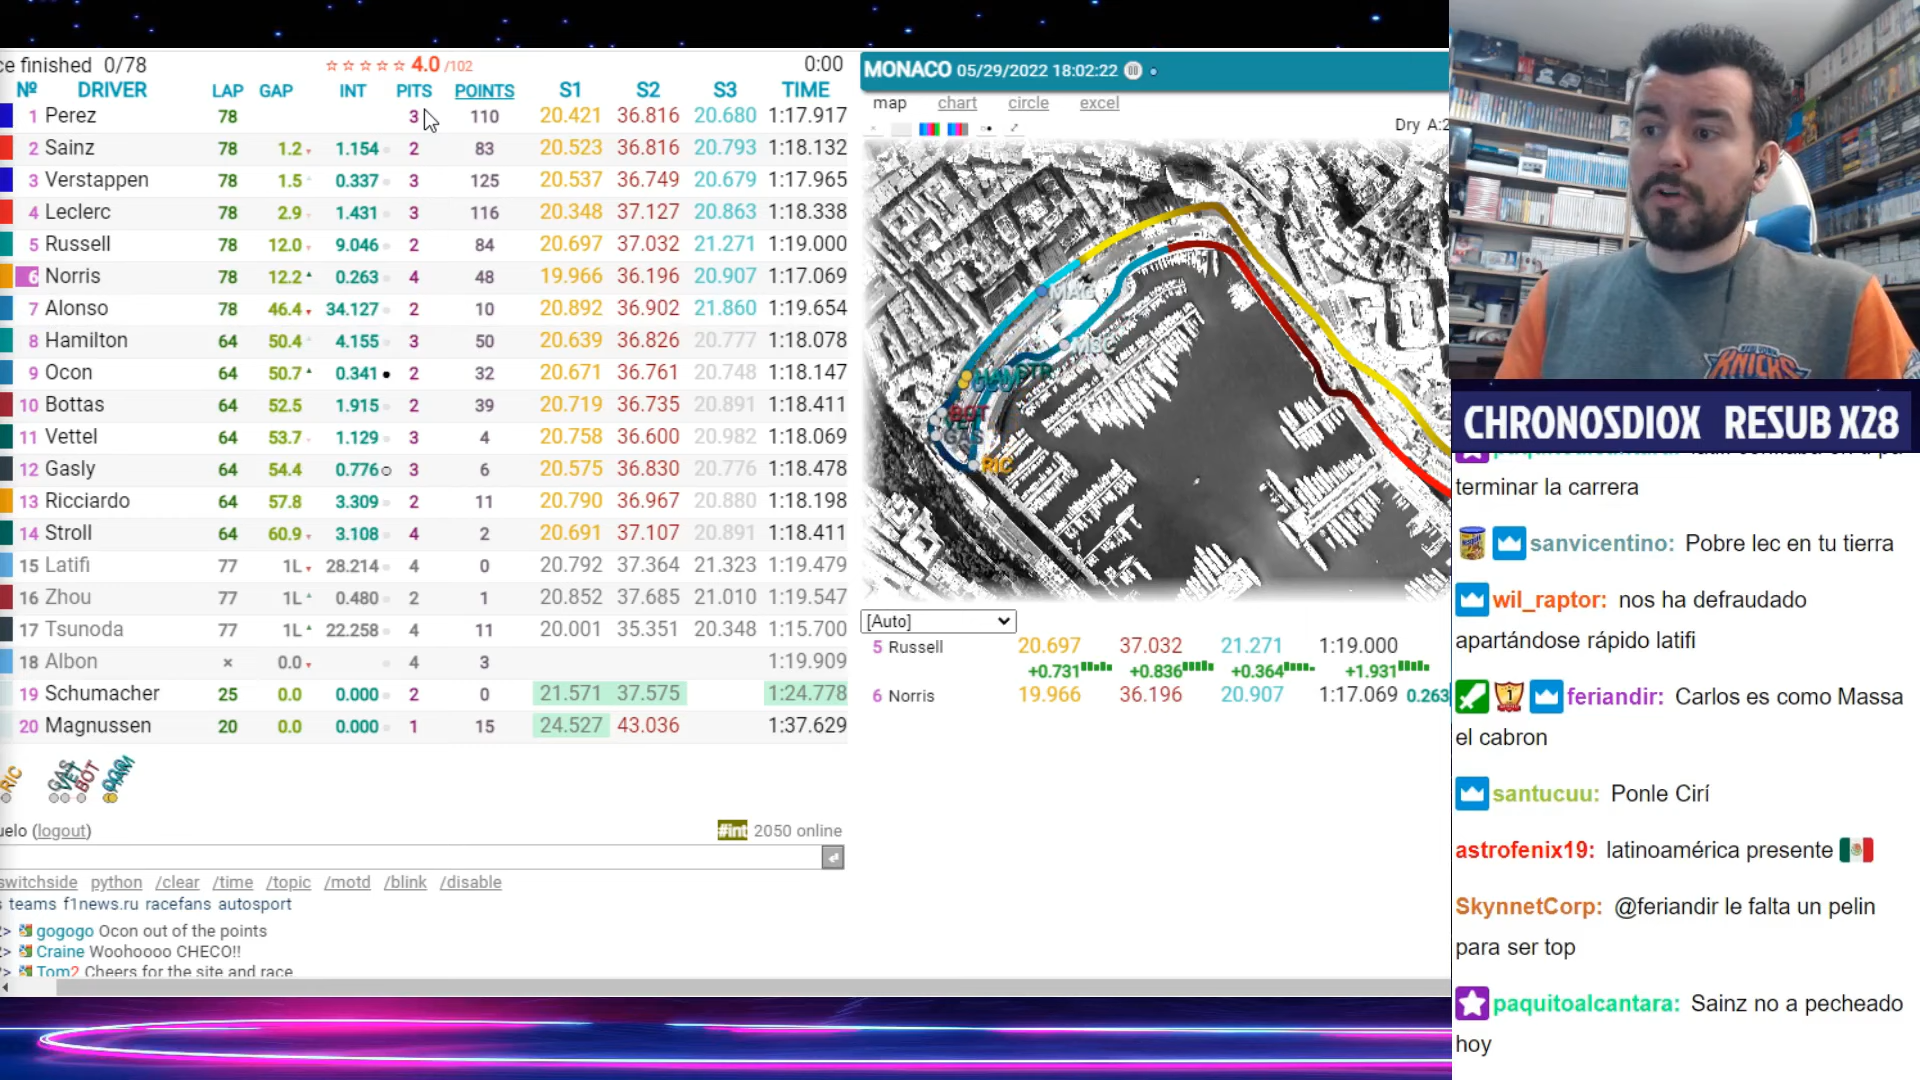 ce finished 0/78 ☆☆☆☆☆ 4.0 /102 0:00
Nº DRIVER LAP GAP INT PITS POINTS S1 S2 S3 TIME
1 Perez 78 3 110 20.421 36.816 20.680 1:17.917
2 Sainz 78 1.2 1.154 2 83 20.523 36.816 20.793 1:18.132
3 Verstappen 78 1.5 0.337 3 125 20.537 36.749 20.679 1:17.965
4 Leclerc 78 2.9 1.431 3 116 20.348 37.127 20.863 1:18.338
5 Russell 78 12.0 9.046 2 84 20.697 37.032 21.271 1:19.000
6 Norris 78 12.2 0.263 4 48 19.966 36.196 20.907 1:17.069
7 Alonso 78 46.4 34.127 2 10 20.892 36.902 21.860 1:19.654
8 Hamilton 64 50.4 4.155 3 50 20.639 36.826 20.777 1:18.078
9 Ocon 64 50.7 0.341 2 32 20.671 36.761 20.748 1:18.147
10 Bottas 64 52.5 1.915 2 39 20.719 36.735 20.891 1:18.411
11 Vettel 64 53.7 1.129 3 4 20.758 36.600 20.982 1:18.069
12 Gasly 64 54.4 0.776 3 6 20.575 36.830 20.776 1:18.478
13 Ricciardo 64 57.8 3.309 2 11 20.790 36.967 20.880 1:18.198
14 Stroll 64 60.9 3.108 4 2 20.691 37.107 20.891 1:18.411
15 Latifi 77 1L 28.214 4 0 20.792 37.364 21.323 1:19.479
16 Zhou 77 1L 0.480 2 1 20.852 37.685 21.010 1:19.547
17 Tsunoda 77 1L 22.258 4 11 20.001 35.351 20.348 1:15.700
18 Albon × 0.0 4 3 1:19.909
19 Schumacher 25 0.0 0.000 2 0 21.571 37.575 1:24.778
20 Magnussen 20 0.0 0.000 1 15 24.527 43.036 1:37.629
RIC GAS VET BOT HAM
uelo (logout) #int 2050 online
switchside python /clear /time /topic /motd /blink /disable
s teams f1news.ru racefans autosport
2> gogogo Ocon out of the points
2> Craine Woohoooo CHECO!!
2> Tom2 Cheers for the site and race
MONACO 05/29/2022 18:02:22
map chart circle excel
Dry A:2
MAG
MSC
HAM STR
BOT
VET
GAS
RIC
[Auto]
5 Russell 20.697 37.032 21.271 1:19.000
+0.731 +0.836 +0.364 +1.931
6 Norris 19.966 36.196 20.907 1:17.069 0.263
KNICKS
CHRONOSDIOX RESUB X28
terminar la carrera
sanvicentino: Pobre lec en tu tierra
wil_raptor: nos ha defraudado
apartándose rápido latifi
feriandir: Carlos es como Massa
el cabron
santucuu: Ponle Cirí
astrofenix19: latinoamérica presente
SkynnetCorp: @feriandir le falta un pelin
para ser top
paquitoalcantara: Sainz no a pecheado
hoy